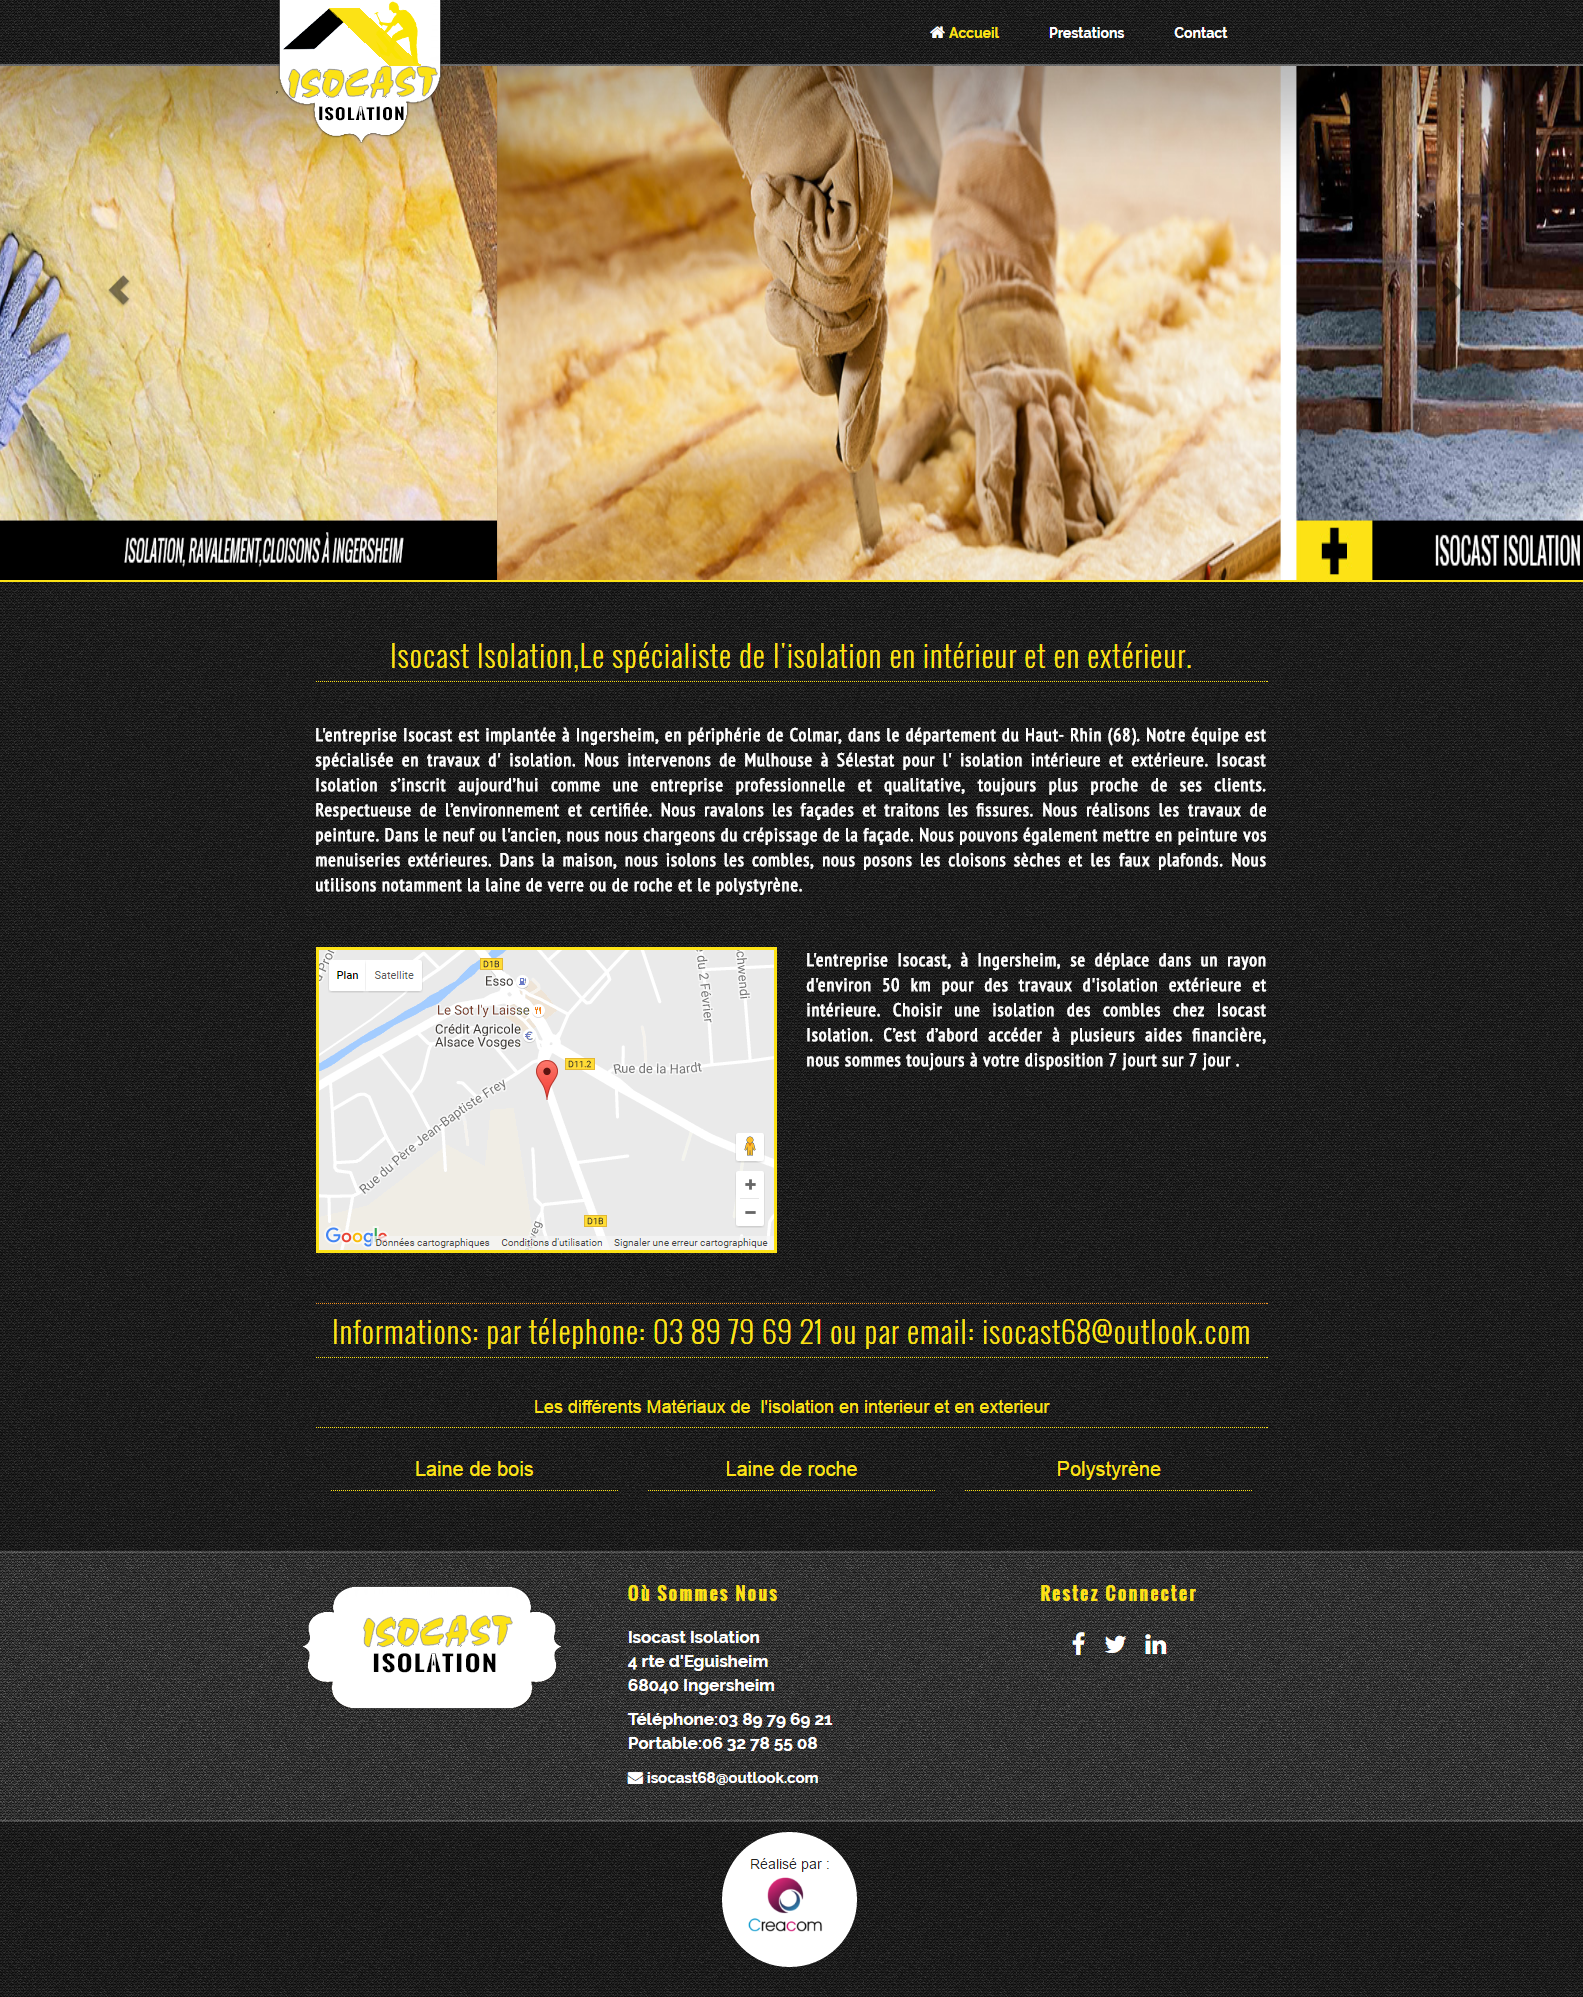 ISOCAST
ISOLATION
Accueil
Prestations
Contact
ISOLATION, RAVALEMENT,CLOISONS À INGERSHEIM
ISOCAST ISOLATION
Isocast Isolation,Le spécialiste de l'isolation en intérieur et en extérieur.
L'entreprise Isocast est implantée à Ingersheim, en périphérie de Colmar, dans le département du Haut- Rhin (68). Notre équipe est
spécialisée en travaux d' isolation. Nous intervenons de Mulhouse à Sélestat pour l' isolation intérieure et extérieure. Isocast
Isolation s’inscrit aujourd’hui comme une entreprise professionnelle et qualitative, toujours plus proche de ses clients.
Respectueuse de l’environnement et certifiée. Nous ravalons les façades et traitons les fissures. Nous réalisons les travaux de
peinture. Dans le neuf ou l'ancien, nous nous chargeons du crépissage de la façade. Nous pouvons également mettre en peinture vos
menuiseries extérieures. Dans la maison, nous isolons les combles, nous posons les cloisons sèches et les faux plafonds. Nous
utilisons notamment la laine de verre ou de roche et le polystyrène.
Plan
Satellite
D1B
Esso
Le Sot l'y Laisse
Crédit Agricole
Alsace Vosges
D11.2
Rue de la Hardt
du 2 Février
chwendi
Rue du Père Jean-Baptiste Frey
D1B
Google
Données cartographiques
Conditions d'utilisation
Signaler une erreur cartographique
L'entreprise Isocast, à Ingersheim, se déplace dans un rayon
d'environ 50 km pour des travaux d'isolation extérieure et
intérieure. Choisir une isolation des combles chez Isocast
Isolation. C’est d’abord accéder à plusieurs aides financière,
nous sommes toujours à votre disposition 7 jourt sur 7 jour .
Informations: par télephone: 03 89 79 69 21 ou par email: isocast68@outlook.com
Les différents Matériaux de  l'isolation en interieur et en exterieur
Laine de bois
Laine de roche
Polystyrène
ISOCAST
ISOLATION
Où Sommes Nous
Isocast Isolation
4 rte d'Eguisheim
68040 Ingersheim
Téléphone:03 89 79 69 21
Portable:06 32 78 55 08
isocast68@outlook.com
Restez Connecter
Réalisé par :
Creacom